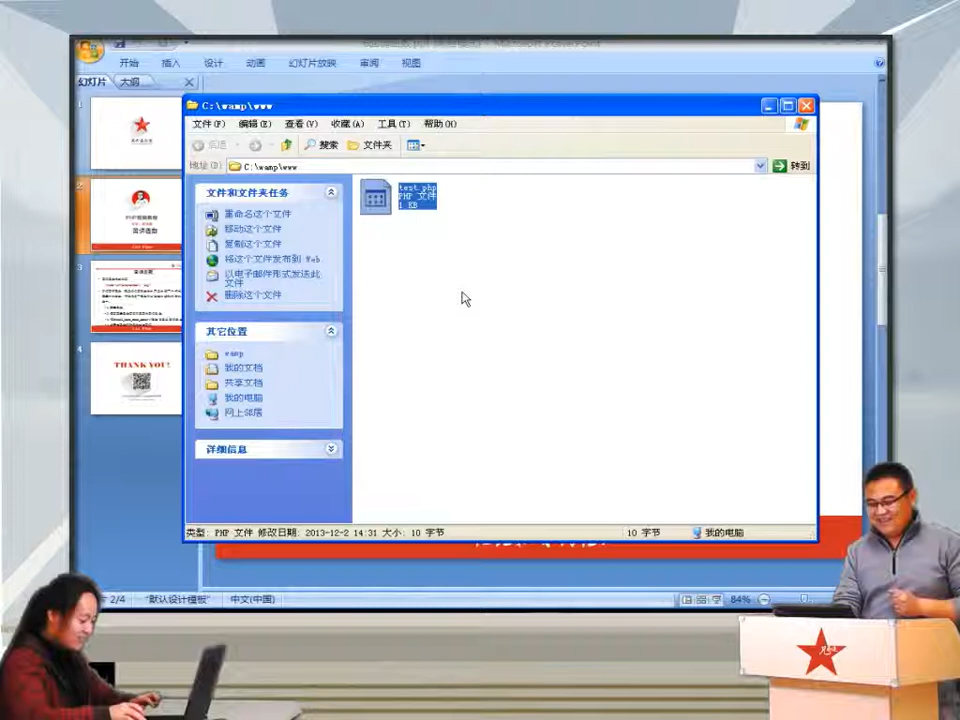 开始 插入 设计 动画 幻灯片放映 审阅 视图
幻灯片 大纲
1
2
3
4
THANK YOU!
C:\wamp\www
文件(F) 编辑(E) 查看(V) 收藏(A) 工具(T) 帮助(H)
后退 搜索 文件夹
地址(D) C:\wamp\www 转到
文件和文件夹任务
重命名这个文件
移动这个文件
复制这个文件
将这个文件发布到 Web
以电子邮件形式发送此
文件
删除这个文件
其它位置
wamp
我的文档
共享文档
我的电脑
网上邻居
详细信息
test.php
PHP 文件
1 KB
类型: PHP 文件 修改日期: 2013-12-2 14:31 大小: 10 字节 10 字节 我的电脑
2/4 "默认设计模板" 中文(中国) 84%